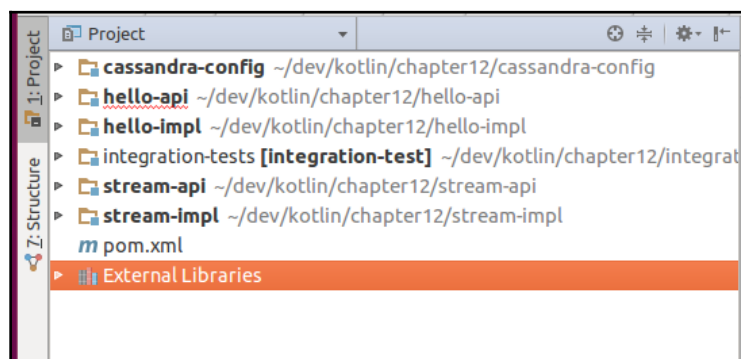 1: Project
7: Structure
Project
cassandra-config ~/dev/kotlin/chapter12/cassandra-config
hello-api ~/dev/kotlin/chapter12/hello-api
hello-impl ~/dev/kotlin/chapter12/hello-impl
integration-tests [integration-test] ~/dev/kotlin/chapter12/integrat
stream-api ~/dev/kotlin/chapter12/stream-api
stream-impl ~/dev/kotlin/chapter12/stream-impl
m pom.xml
External Libraries